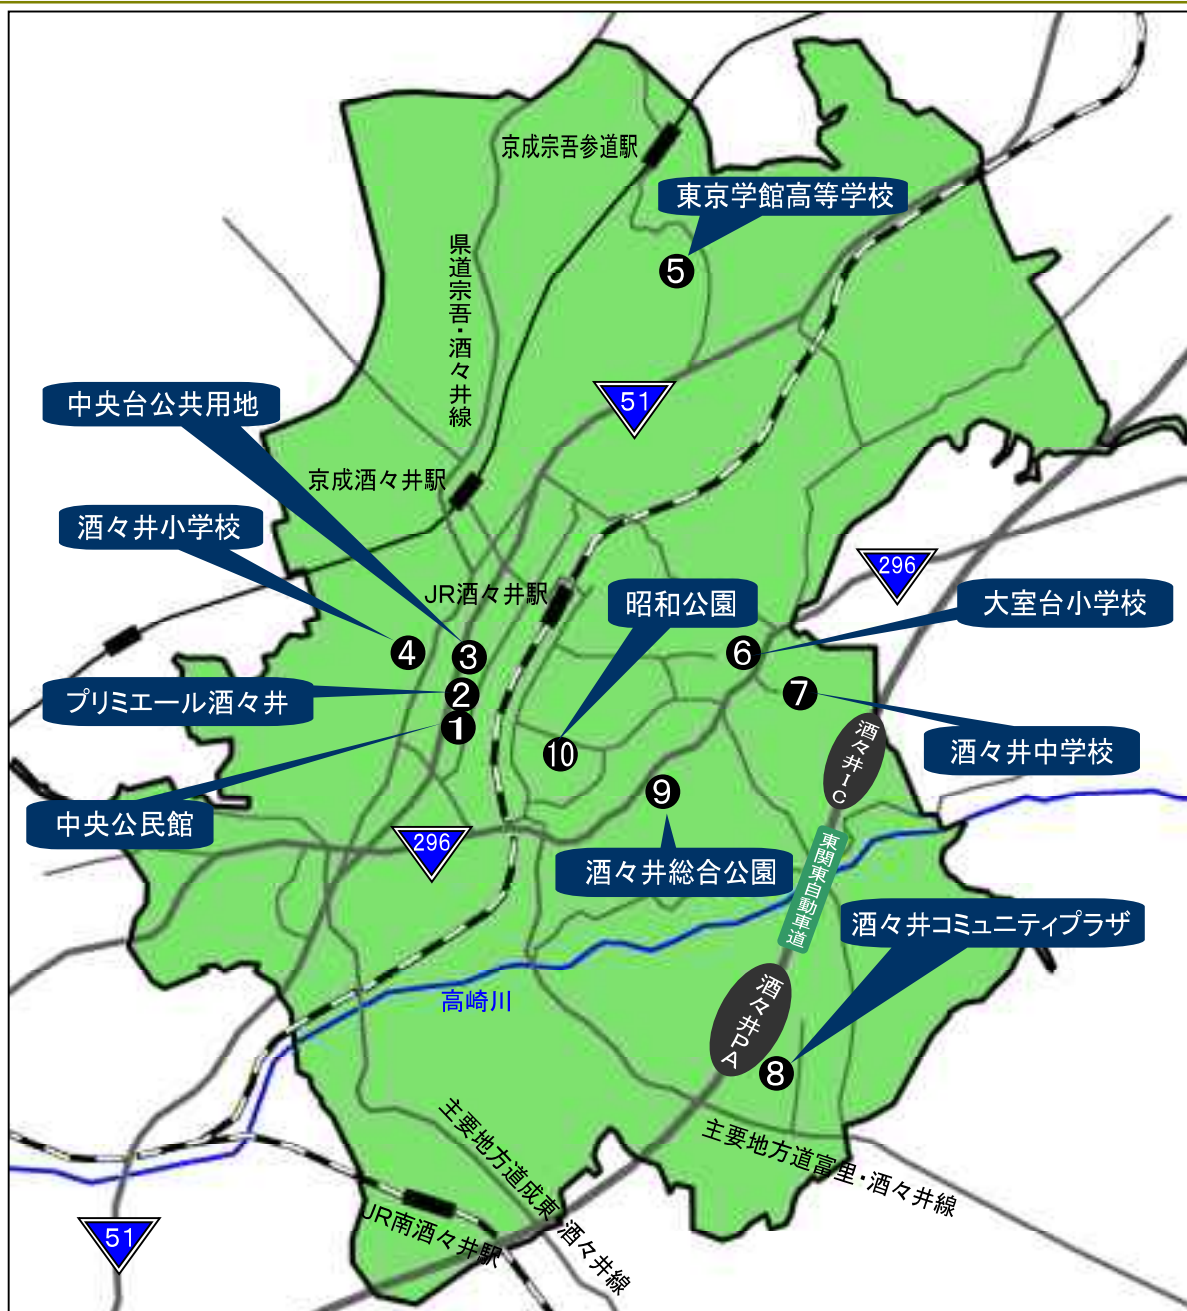 京成宗吾参道駅
東京学館高等学校
5
県道宗吾・酒々井線
51
中央台公共用地
京成酒々井駅
酒々井小学校
296
JR酒々井駅
昭和公園
大室台小学校
4
3
6
プリミエール酒々井
2
7
1
10
酒々井IC
酒々井中学校
9
中央公民館
296
酒々井総合公園
東関東自動車道
酒々井コミュニティプラザ
高崎川
酒々井PA
8
主要地方道成東・酒々井線
主要地方道富里・酒々井線
JR南酒々井駅
51